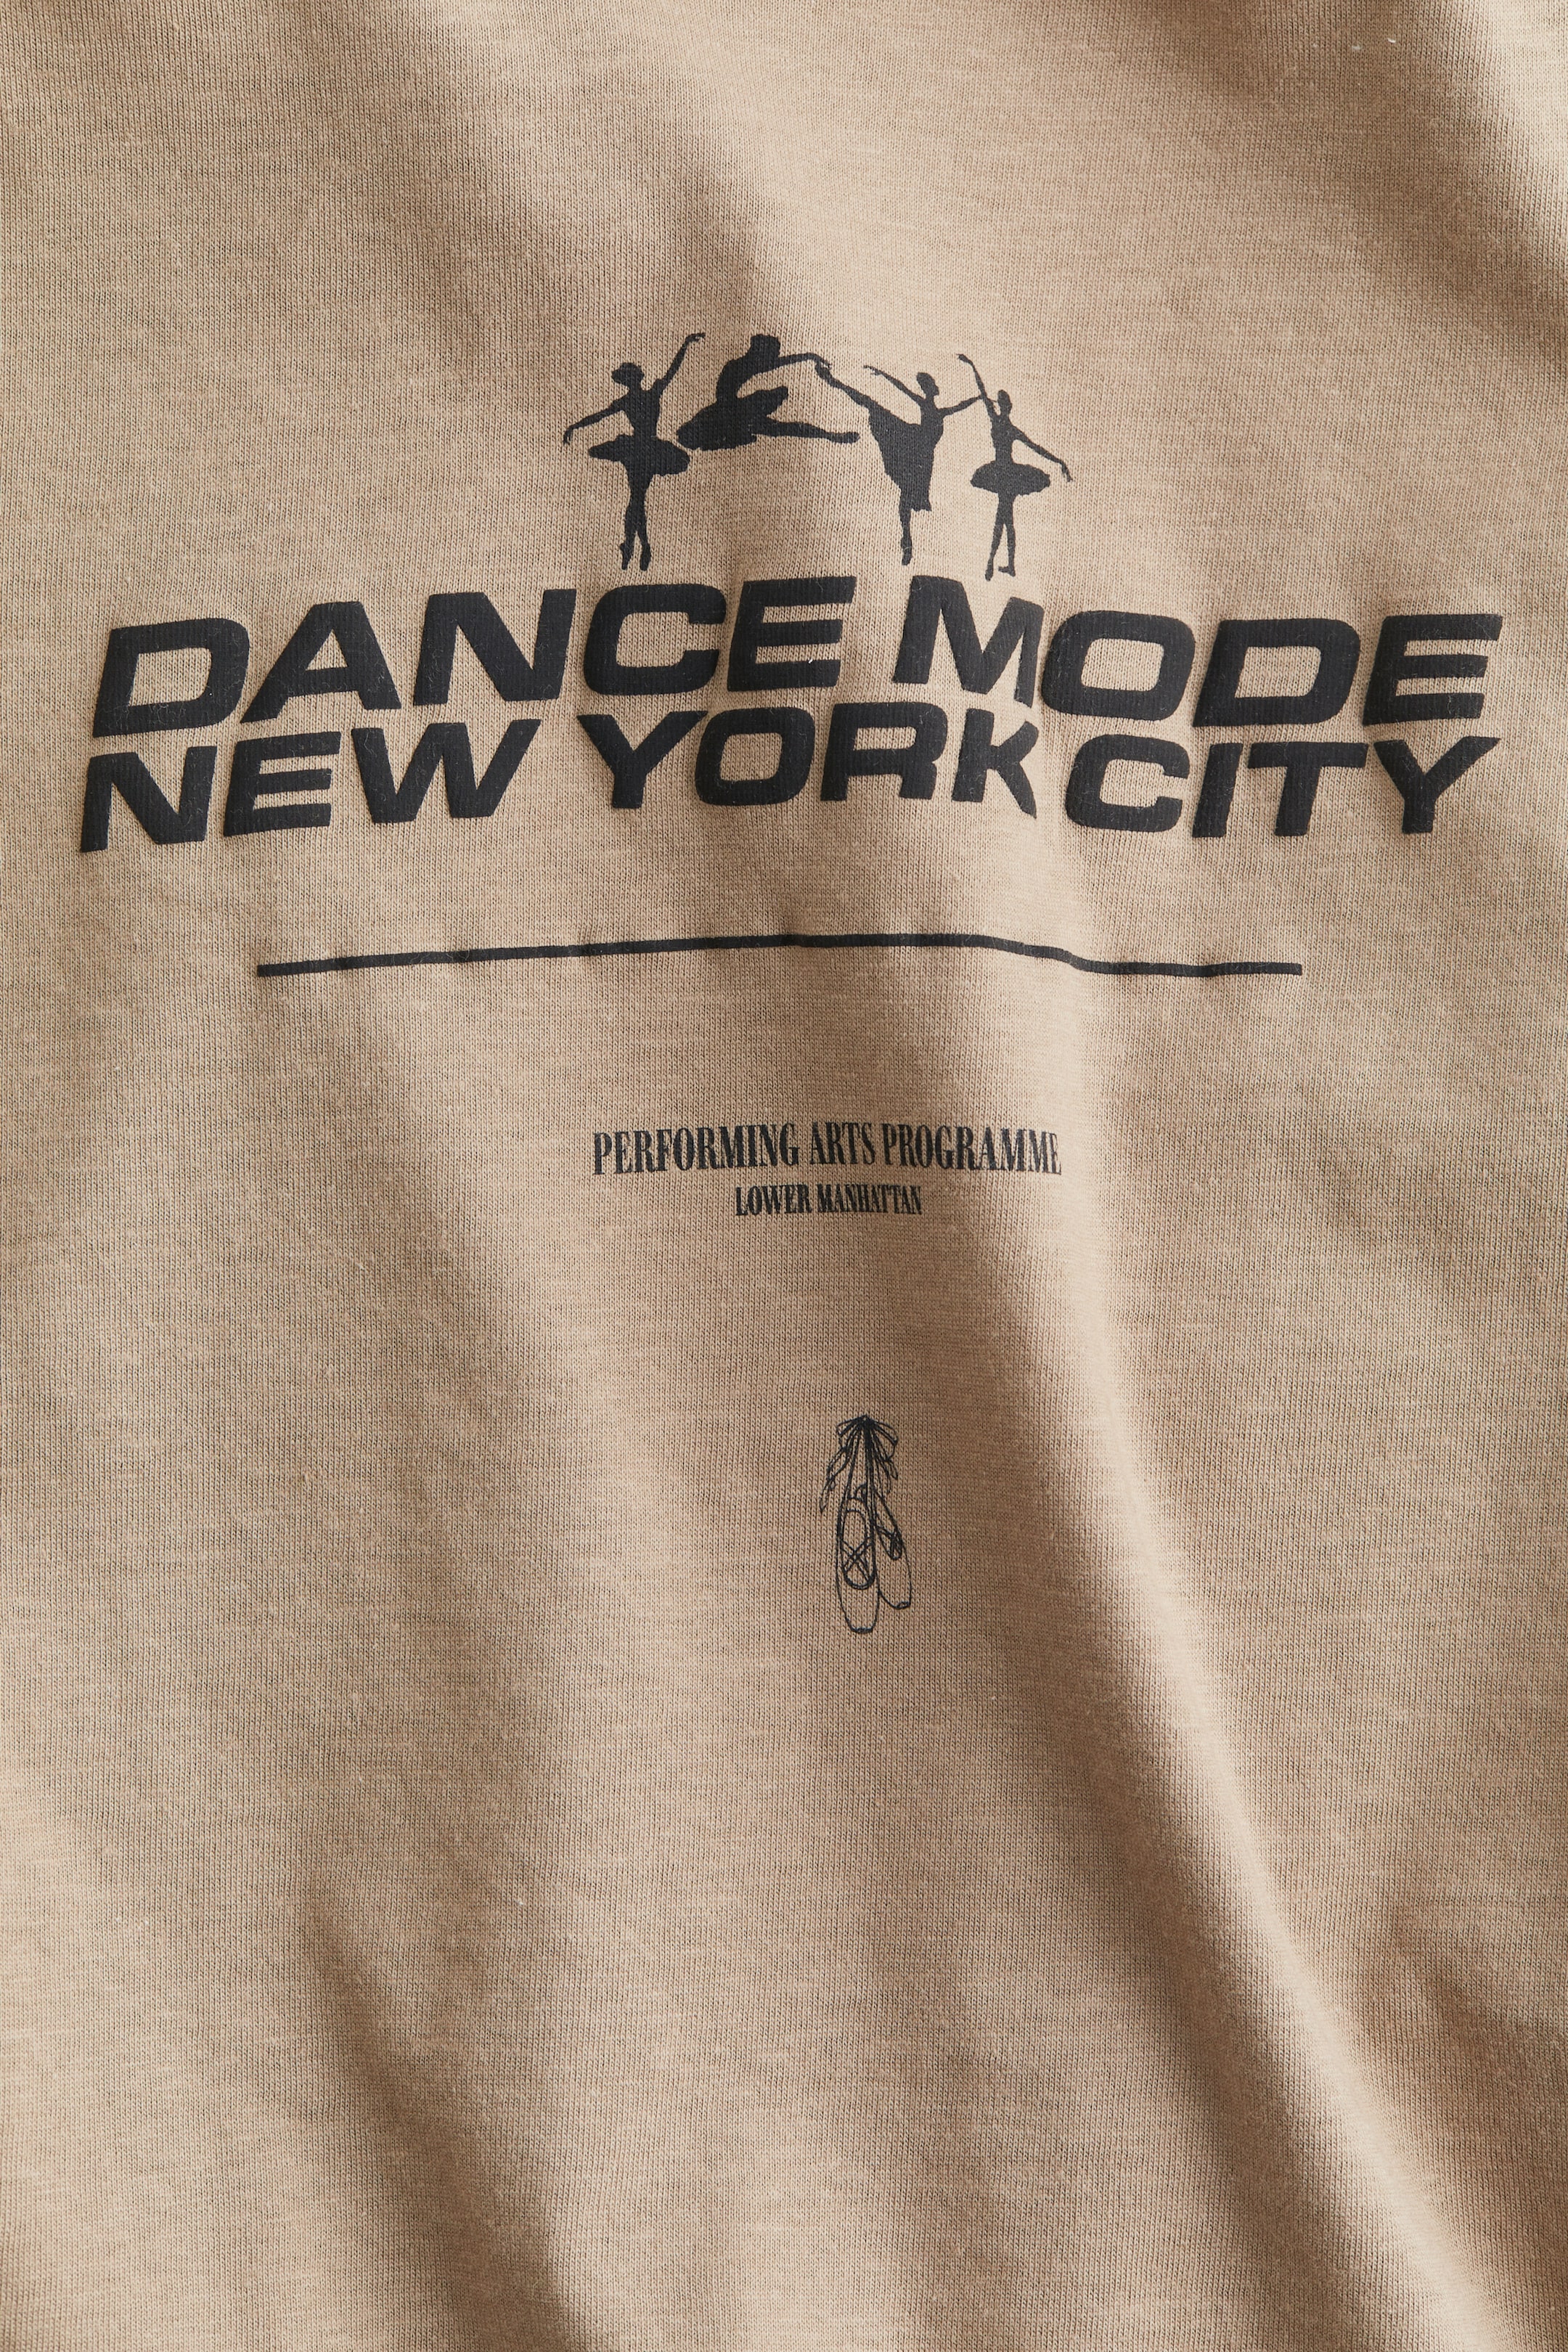 DANCE MODE
NEW YORK CITY
PERFORMING ARTS PROGRAMME
LOWER MANHATTAN